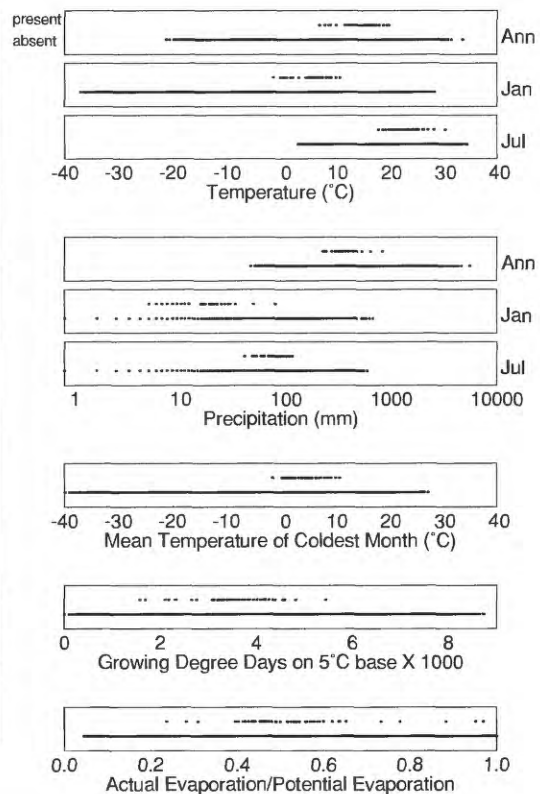 present
absent
Ann
Jan
Jul
-40 -30 -20 -10 0 10 20 30 40
Temperature (˚C)
Ann
Jan
Jul
1 10 100 1000 10000
Precipitation (mm)
-40 -30 -20 -10 0 10 20 30 40
Mean Temperature of Coldest Month (˚C)
0 2 4 6 8
Growing Degree Days on 5˚C base X 1000
0.0 0.2 0.4 0.6 0.8 1.0
Actual Evaporation/Potential Evaporation